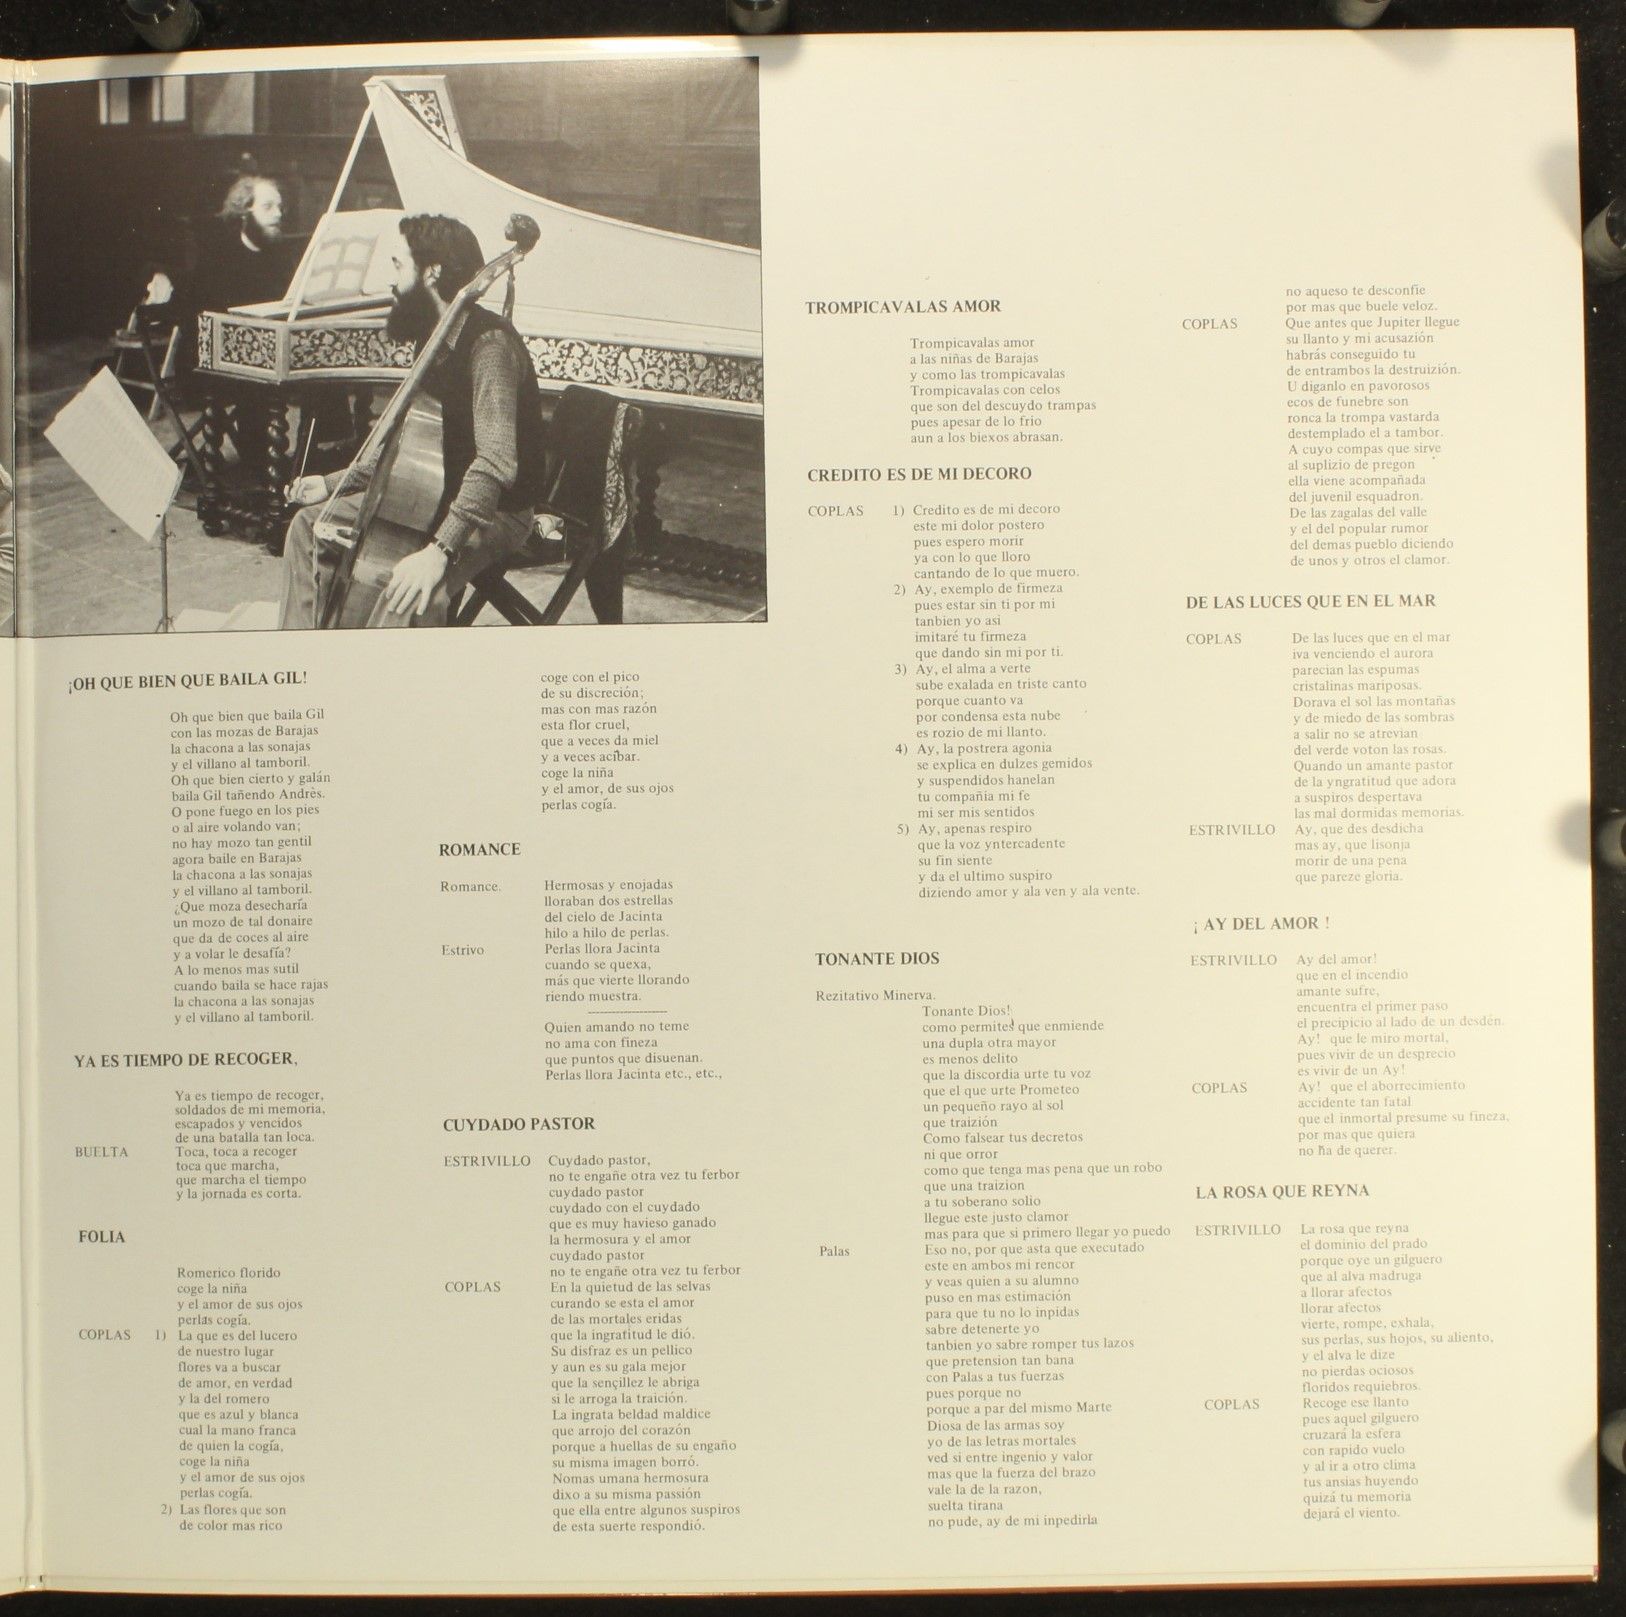 ¡OH QUE BIEN QUE BAILA GIL!
Oh que bien que baila Gil
con las mozas de Barajas
la chacona a las sonajas
y el villano al tamboril.
Oh que bien cierto y galán
baila Gil tañendo Andrès.
O pone fuego en los pies
o al aire volando van;
no hay mozo tan gentil
agora baile en Barajas
la chacona a las sonajas
y el villano al tamboril.
¿Que moza desecharía
un mozo de tal donaire
que da de coces al aire
y a volar le desafía?
A lo menos mas sutil
cuando baila se hace rajas
la chacona a las sonajas
y el villano al tamboril.
YA ES TIEMPO DE RECOGER,
Ya es tiempo de recoger,
soldados de mi memoria,
escapados y vencidos
de una batalla tan loca.
BUELTA Toca, toca a recoger
toca que marcha,
que marcha el tiempo
y la jornada es corta.
FOLIA
Romerico florido
coge la niña
y el amor de sus ojos
perlas cogía.
COPLAS 1) La que es del lucero
de nuestro lugar
flores va a buscar
de amor, en verdad
y la del romero
que es azul y blanca
cual la mano franca
de quien la cogía,
coge la niña
y el amor de sus ojos
perlas cogía.
2) Las flores que son
de color mas rico
coge con el pico
de su discreción;
mas con mas razón
esta flor cruel,
que a veces da miel
y a veces acíbar.
coge la niña
y el amor, de sus ojos
perlas cogía.
ROMANCE
Romance. Hermosas y enojadas
lloraban dos estrellas
del cielo de Jacinta
hilo a hilo de perlas.
Estrivo Perlas llora Jacinta
cuando se quexa,
más que vierte llorando
riendo muestra.
--------------------
Quien amando no teme
no ama con fineza
que puntos que disuenan.
Perlas llora Jacinta etc., etc.,
CUYDADO PASTOR
ESTRIVILLO Cuydado pastor,
no te engañe otra vez tu ferbor
cuydado pastor
cuydado con el cuydado
que es muy havieso ganado
la hermosura y el amor
cuydado pastor
no te engañe otra vez tu ferbor
COPLAS En la quietud de las selvas
curando se esta el amor
de las mortales eridas
que la ingratitud le dió.
Su disfraz es un pellico
y aun es su gala mejor
que la sençillez le abriga
si le arroga la traición.
La ingrata beldad maldice
que arrojo del corazón
porque a huellas de su engaño
su misma imagen borró.
Nomas umana hermosura
dixo a su misma passión
que ella entre algunos suspiros
de esta suerte respondió.
TROMPICAVALAS AMOR
Trompicavalas amor
a las niñas de Barajas
y como las trompicavalas
Trompicavalas con celos
que son del descuydo trampas
pues apesar de lo frio
aun a los biexos abrasan.
CREDITO ES DE MI DECORO
COPLAS 1) Credito es de mi decoro
este mi dolor postero
pues espero morir
ya con lo que lloro
cantando de lo que muero.
2) Ay, exemplo de firmeza
pues estar sin ti por mi
tanbien yo asi
imitaré tu firmeza
que dando sin mi por ti.
3) Ay, el alma a verte
sube exalada en triste canto
porque cuanto va
por condensa esta nube
es rozio de mi llanto.
4) Ay, la postrera agonia
se explica en dulzes gemidos
y suspendidos hanelan
tu compañia mi fe
mi ser mis sentidos
5) Ay, apenas respiro
que la voz yntercadente
su fin siente
y da el ultimo suspiro
diziendo amor y ala ven y ala vente.
TONANTE DIOS
Rezitativo Minerva.
Tonante Dios!
como permites que enmiende
una dupla otra mayor
es menos delito
que la discordia urte tu voz
que el que urte Prometeo
un pequeño rayo al sol
que traizión
Como falsear tus decretos
ni que orror
como que tenga mas pena que un robo
que una traizion
a tu soberano solio
llegue este justo clamor
mas para que si primero llegar yo puedo
Palas Eso no, por que asta que executado
este en ambos mi rencor
y veas quien a su alumno
puso en mas estimación
para que tu no lo inpidas
sabre detenerte yo
tanbien yo sabre romper tus lazos
que pretension tan bana
con Palas a tus fuerzas
pues porque no
porque a par del mismo Marte
Diosa de las armas soy
yo de las letras mortales
ved si entre ingenio y valor
mas que la fuerza del brazo
vale la de la razon,
suelta tirana
no pude, ay de mi inpedirla
no aqueso te desconfie
por mas que buele veloz.
COPLAS Que antes que Jupiter llegue
su llanto y mi acusazión
habrás conseguido tu
de entrambos la destruizión.
U diganlo en pavorosos
ecos de funebre son
ronca la trompa vastarda
destemplado el a tambor.
A cuyo compas que sirve
al suplizio de pregon
ella viene acompañada
del juvenil esquadron.
De las zagalas del valle
y el del popular rumor
del demas pueblo diciendo
de unos y otros el clamor.
DE LAS LUCES QUE EN EL MAR
COPLAS De las luces que en el mar
iva venciendo el aurora
parecian las espumas
cristalinas mariposas.
Dorava el sol las montañas
y de miedo de las sombras
a salir no se atrevian
del verde voton las rosas.
Quando un amante pastor
de la yngratitud que adora
a suspiros despertava
las mal dormidas memorias.
ESTRIVILLO Ay, que des desdicha
mas ay, que lisonja
morir de una pena
que pareze gloria.
¡ AY DEL AMOR !
ESTRIVILLO Ay del amor!
que en el incendio
amante sufre,
encuentra el primer paso
el precipicio al lado de un desdén.
Ay! que le miro mortal,
pues vivir de un desprecio
es vivir de un Ay!
COPLAS Ay! que el aborrecimiento
accidente tan fatal
que el inmortal presume su fineza,
por mas que quiera
no ha de querer.
LA ROSA QUE REYNA
ESTRIVILLO La rosa que reyna
el dominio del prado
porque oye un gilguero
que al alva madruga
a llorar afectos
llorar afectos
vierte, rompe, exhala,
sus perlas, sus hojos, su aliento,
y el alva le dize
no pierdas ociosos
floridos requiebros.
COPLAS Recoge ese llanto
pues aquel gilguero
cruzará la esfera
con rapido vuelo
y al ir a otro clima
tus ansias huyendo
quizá tu memoria
dejará el viento.